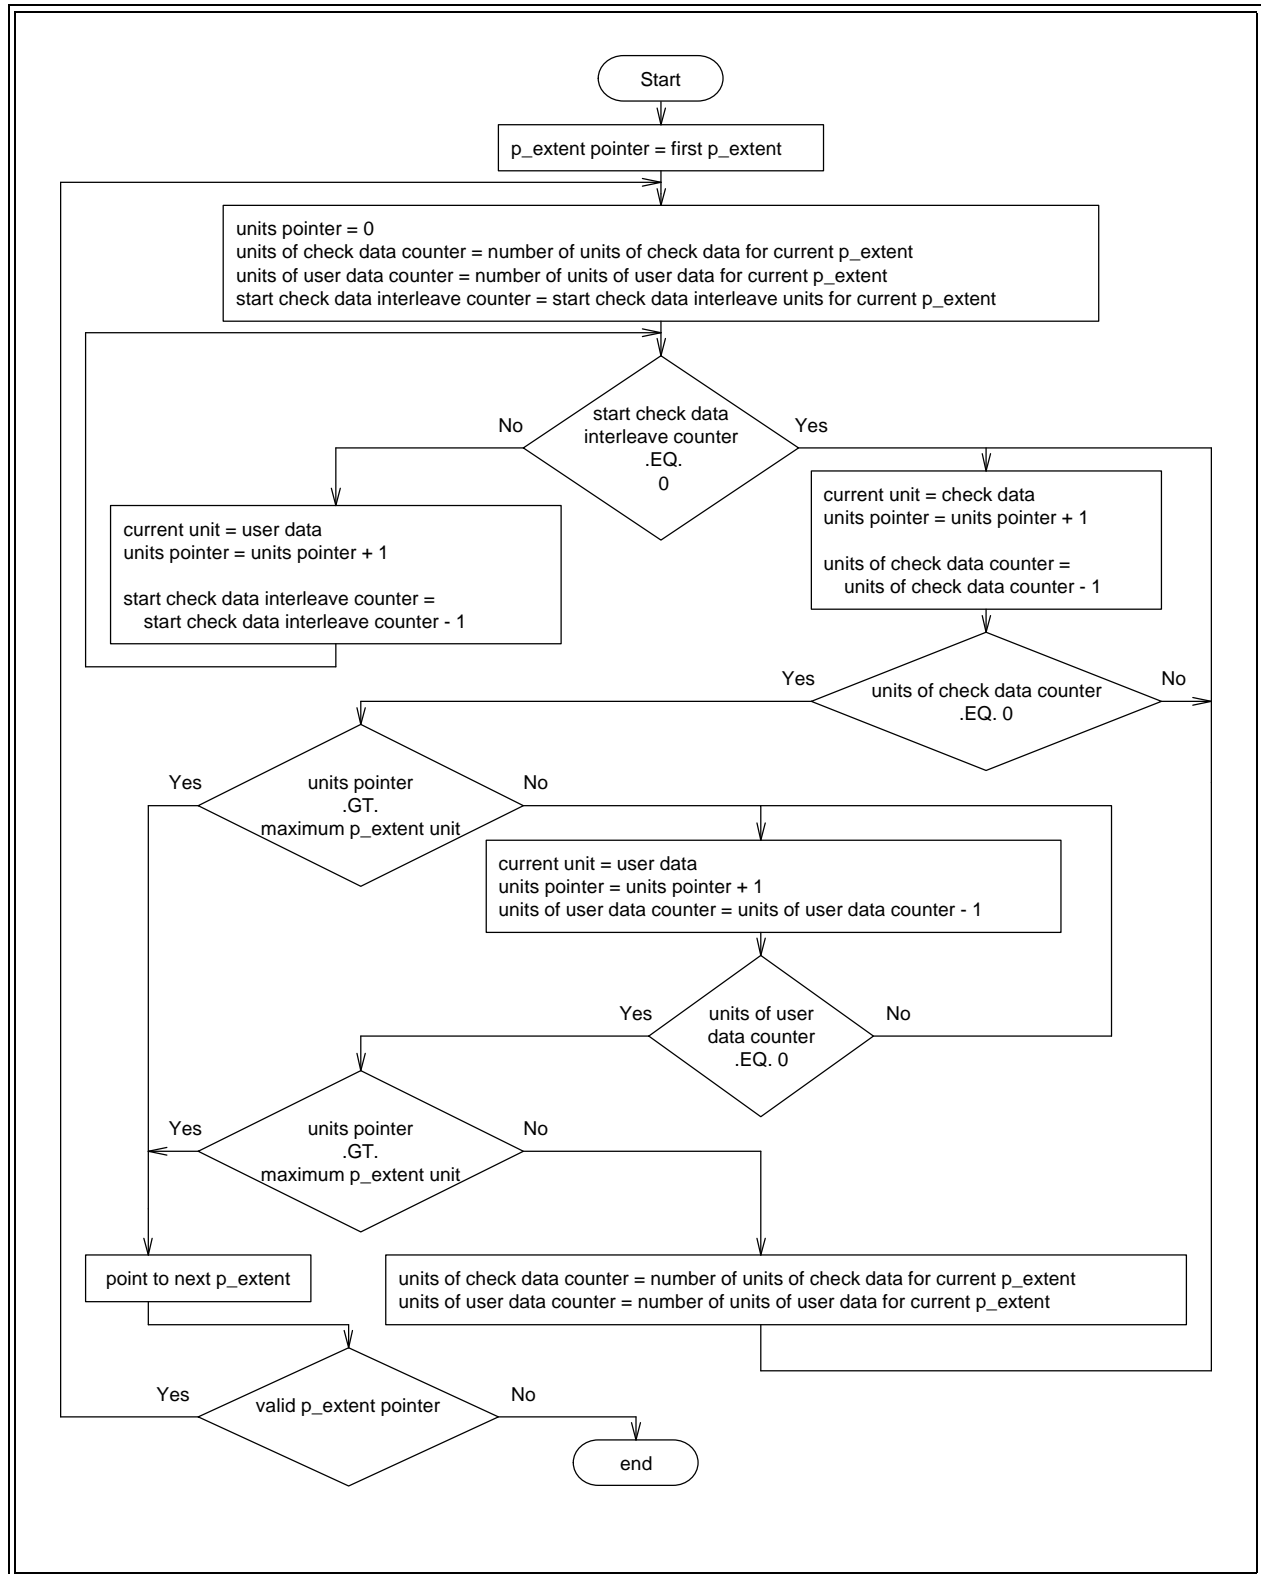 Start
p_extent pointer = first p_extent
units pointer = 0
units of check data counter = number of units of check data for current p_extent
units of user data counter = number of units of user data for current p_extent
start check data interleave counter = start check data interleave units for current p_extent
No
start check data
interleave counter
.EQ.
0
Yes
current unit = user data
units pointer = units pointer + 1
start check data interleave counter =
start check data interleave counter - 1
current unit = check data
units pointer = units pointer + 1
units of check data counter =
units of check data counter - 1
Yes
units of check data counter
.EQ. 0
No
Yes
units pointer
.GT.
maximum p_extent unit
No
current unit = user data
units pointer = units pointer + 1
units of user data counter = units of user data counter - 1
Yes
units of user
data counter
.EQ. 0
No
Yes
units pointer
.GT.
maximum p_extent unit
No
point to next p_extent
units of check data counter = number of units of check data for current p_extent
units of user data counter = number of units of user data for current p_extent
Yes
valid p_extent pointer
No
end